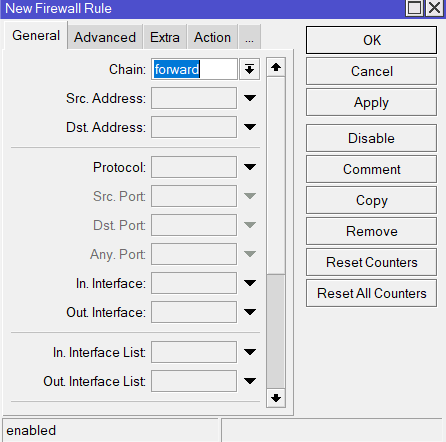 New Firewall Rule
General Advanced Extra Action ...
Chain: forward
Src. Address:
Dst. Address:
Protocol:
Src. Port:
Dst. Port:
Any. Port:
In. Interface:
Out. Interface:
In. Interface List:
Out. Interface List:
OK
Cancel
Apply
Disable
Comment
Copy
Remove
Reset Counters
Reset All Counters
enabled